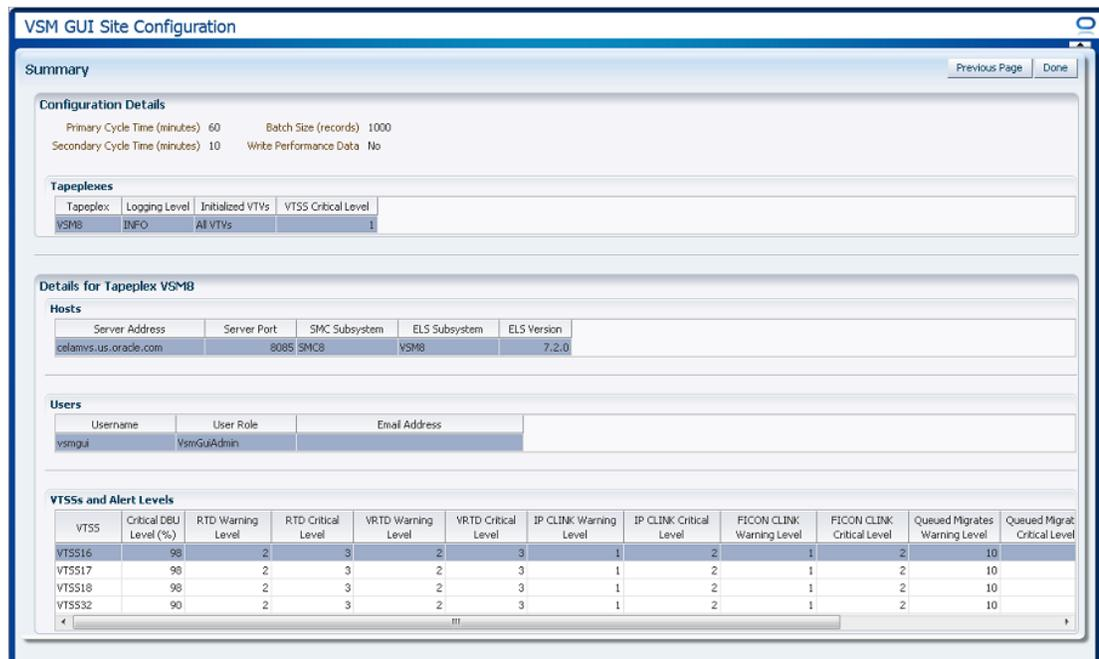 VSM GUI Site Configuration
Summary
Previous Page Done
Configuration Details
Primary Cycle Time (minutes) 60 Batch Size (records) 1000
Secondary Cycle Time (minutes) 10 Write Performance Data No
Tapeplexes
Tapeplex Logging Level Initialized VTVs VTSS Critical Level
VSM8 INFO All VTVs 1
Details for Tapeplex VSM8
Hosts
Server Address Server Port SMC Subsystem ELS Subsystem ELS Version
celamvs.us.oracle.com 8085 SMC8 VSM8 7.2.0
Users
Username User Role Email Address
vsmgui VsmGuiAdmin
VTSSs and Alert Levels
VTSS Critical DBU Level (%) RTD Warning Level RTD Critical Level VRTD Warning Level VRTD Critical Level IP CLINK Warning Level IP CLINK Critical Level FICON CLINK Warning Level FICON CLINK Critical Level Queued Migrates Warning Level Queued Migrat Critical Level
VTSS16 98 2 3 2 3 1 2 1 2 10
VTSS17 98 2 3 2 3 1 2 1 2 10
VTSS18 98 2 3 2 3 1 2 1 2 10
VTSS32 90 2 3 2 3 1 2 1 2 10